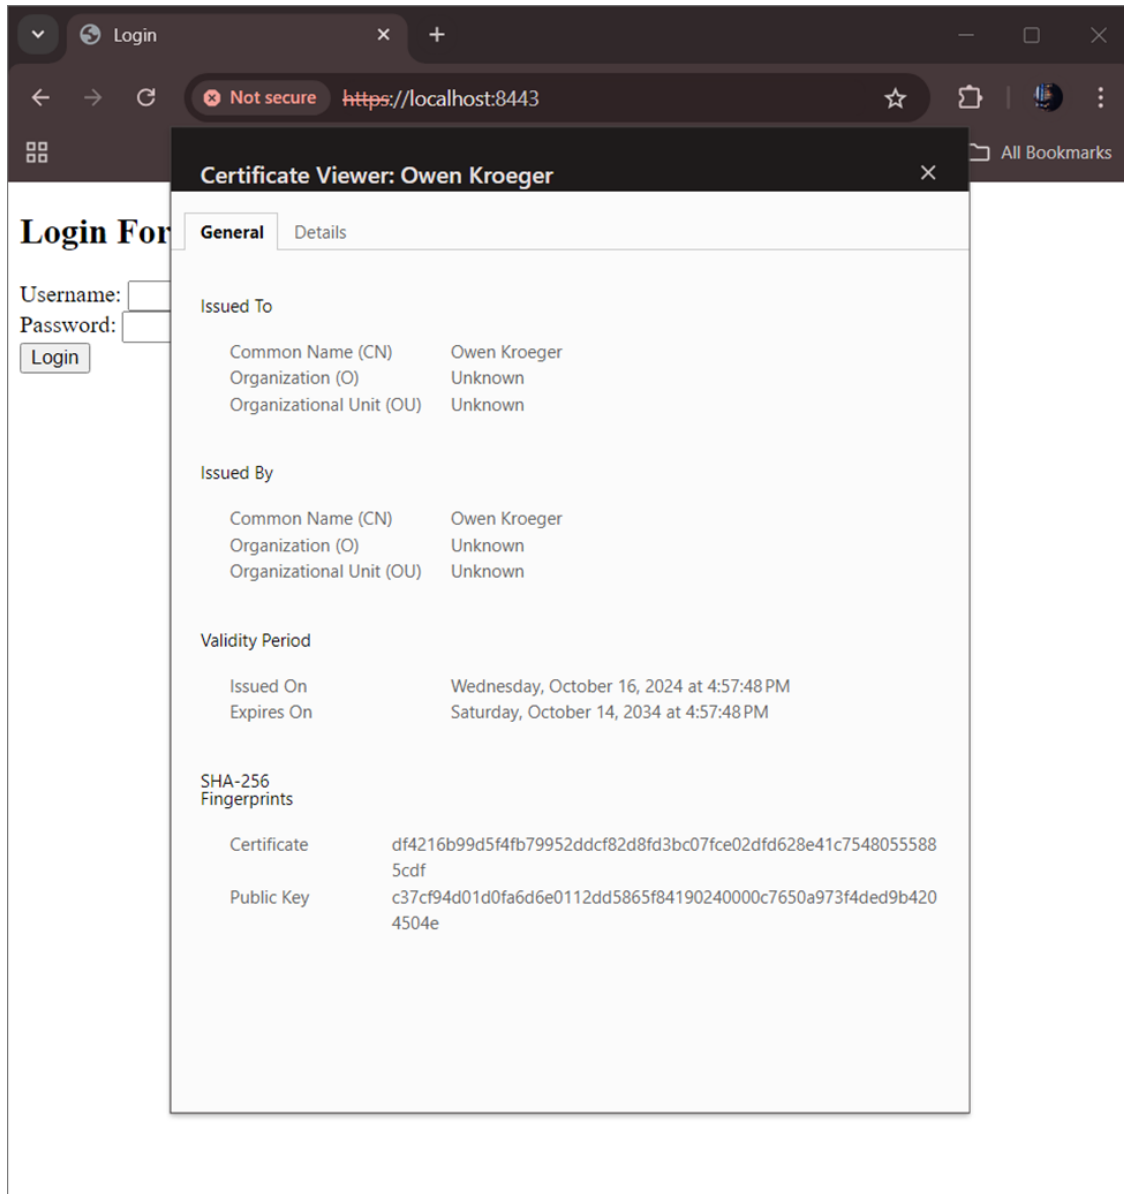 Login
Not secure https://localhost:8443
All Bookmarks
Certificate Viewer: Owen Kroeger
Login For
General Details
Username:
Password:
Login
Issued To
Common Name (CN) Owen Kroeger
Organization (O) Unknown
Organizational Unit (OU) Unknown
Issued By
Common Name (CN) Owen Kroeger
Organization (O) Unknown
Organizational Unit (OU) Unknown
Validity Period
Issued On Wednesday, October 16, 2024 at 4:57:48 PM
Expires On Saturday, October 14, 2034 at 4:57:48 PM
SHA-256
Fingerprints
Certificate df4216b99d5f4fb79952ddcf82d8fd3bc07fce02dfd628e41c7548055588
5cdf
Public Key c37cf94d01d0fa6d6e0112dd5865f84190240000c7650a973f4ded9b420
4504e